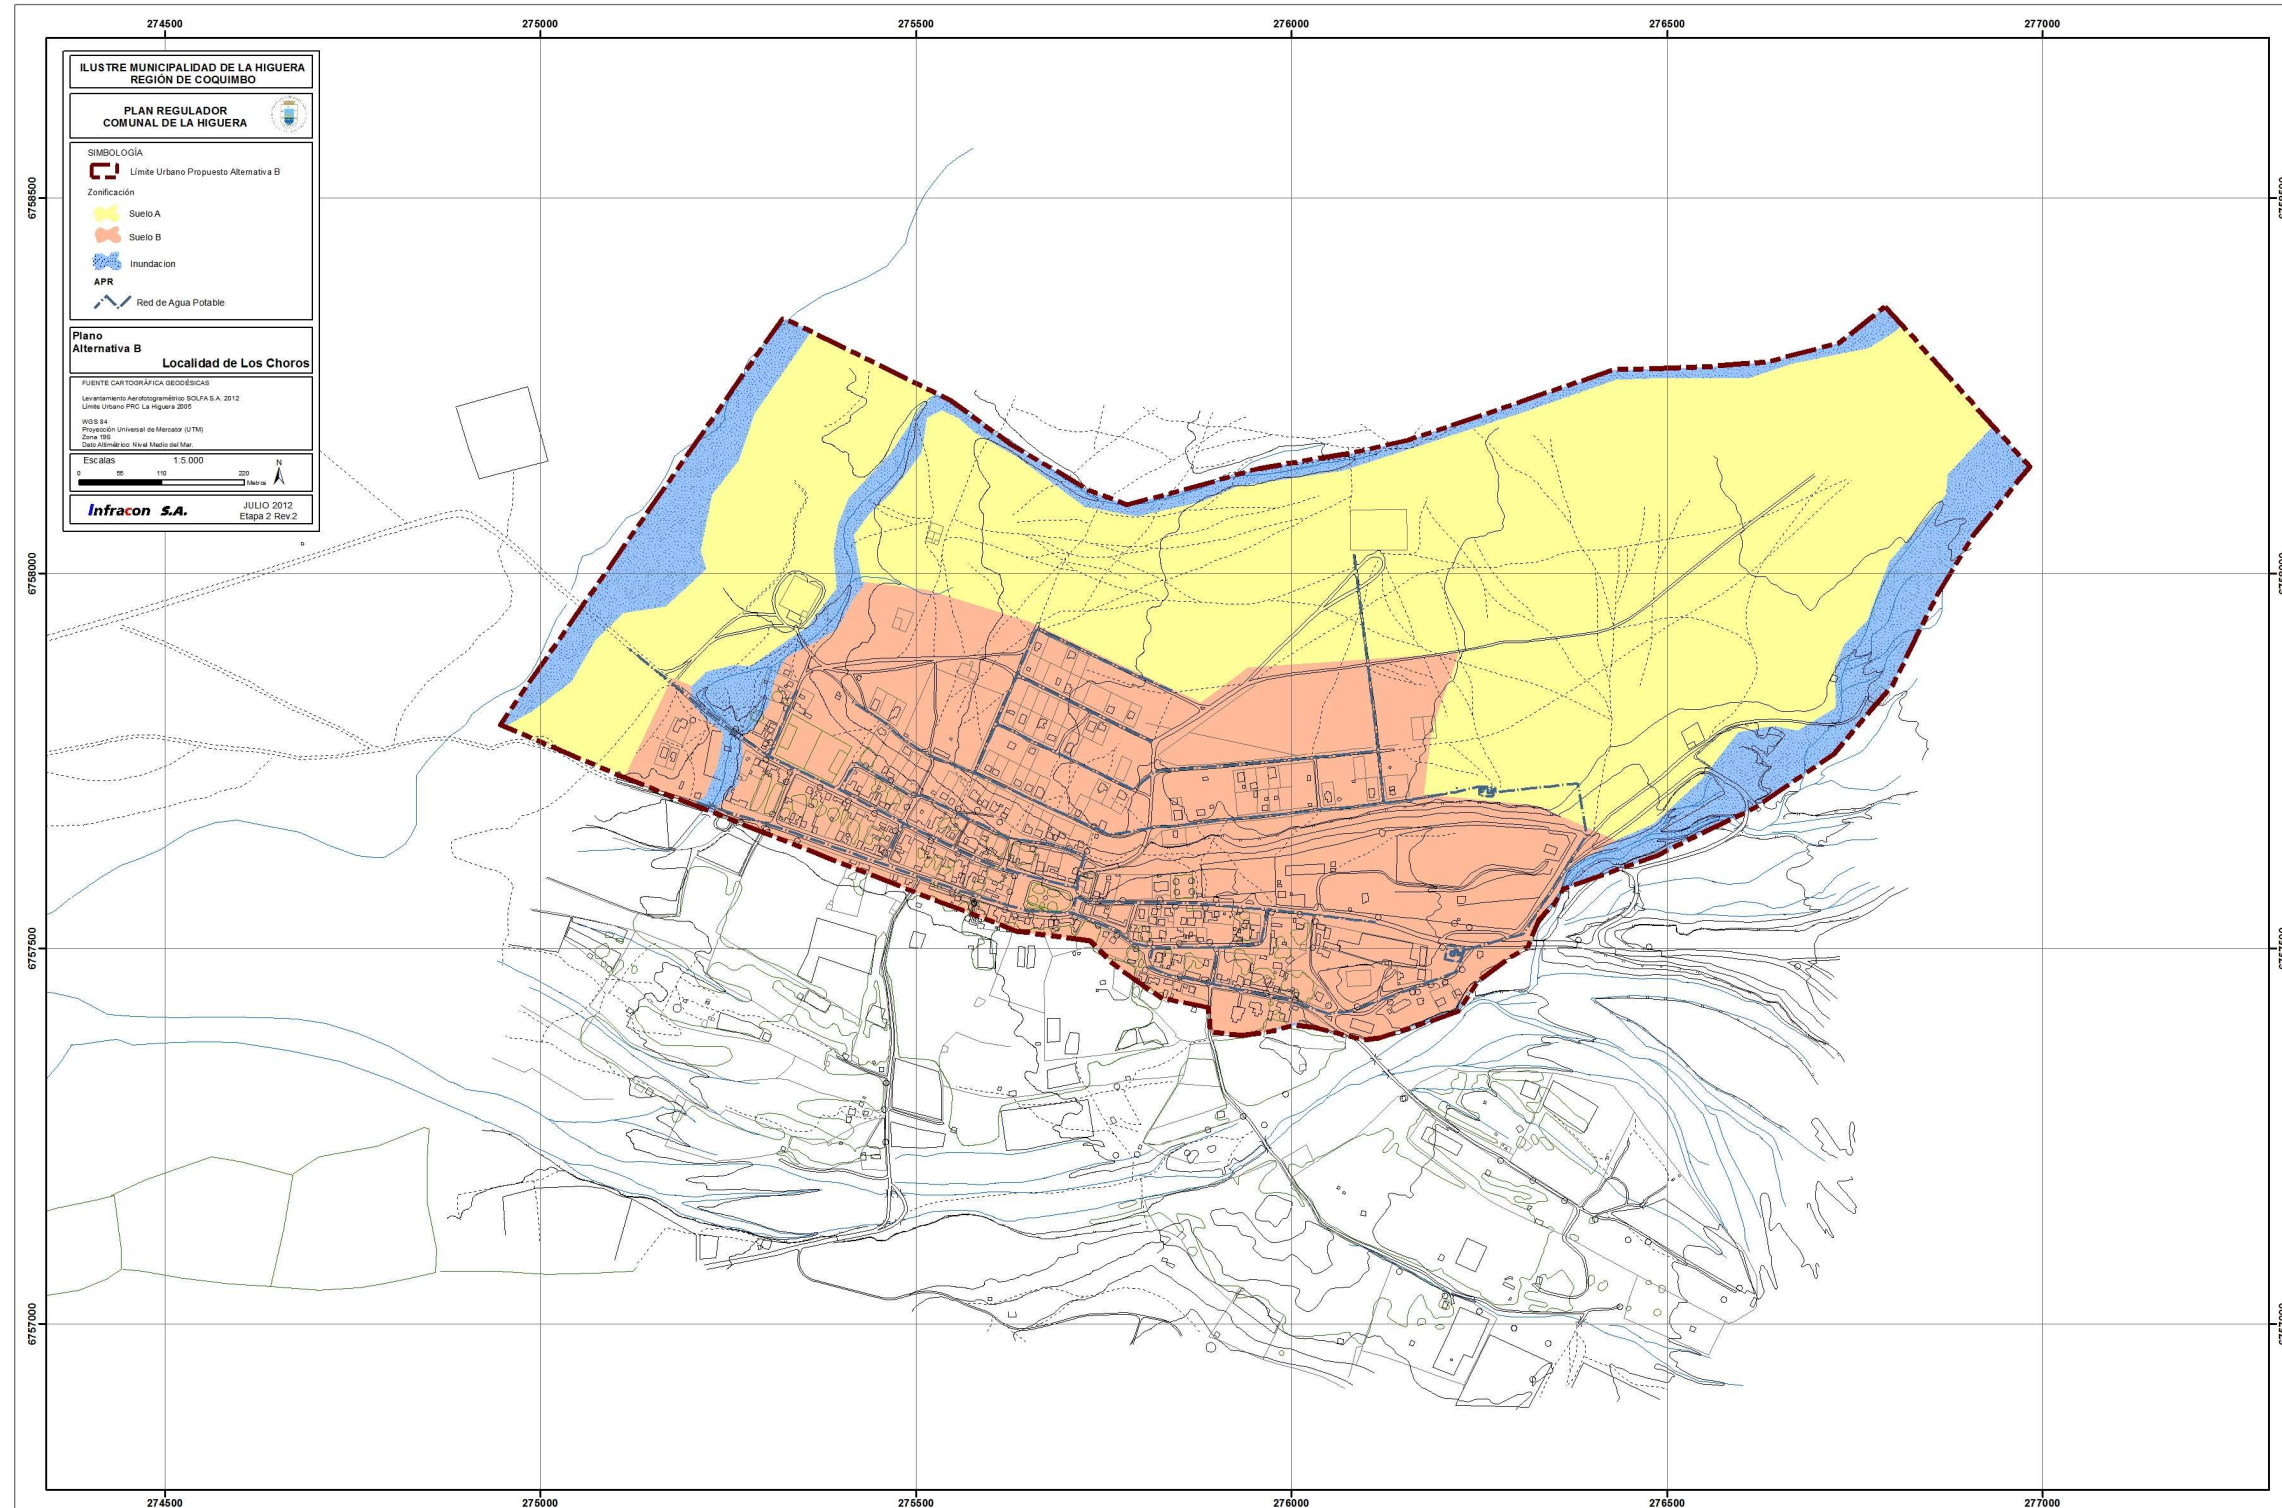 274500 275000 275500 276000 276500 277000
ILUSTRE MUNICIPALIDAD DE LA HIGUERA
REGIÓN DE COQUIMBO
PLAN REGULADOR
COMUNAL DE LA HIGUERA
SIMBOLOGÍA
Límite Urbano Propuesto Alternativa B
Zonificación
Suelo A
Suelo B
Inundacion
APR
Red de Agua Potable
Plano
Alternativa B
Localidad de Los Choros
FUENTE CARTOGRÁFICA GEODÉSICAS
Levantamiento Aerofotogramétrico SOLFA S.A. 2012
Límite Urbano PRC La Higuera 2005
WGS 84
Proyección Universal de Mercator (UTM)
Zona 19S
Dato Altimétrico: Nivel Medio del Mar.
Escalas 1:5.000
0 55 110 220
Metros
N
Infracon S.A.
JULIO 2012
Etapa 2 Rev.2
6758500
6758000
6757500
6757000
274500 275000 275500 276000 276500 277000